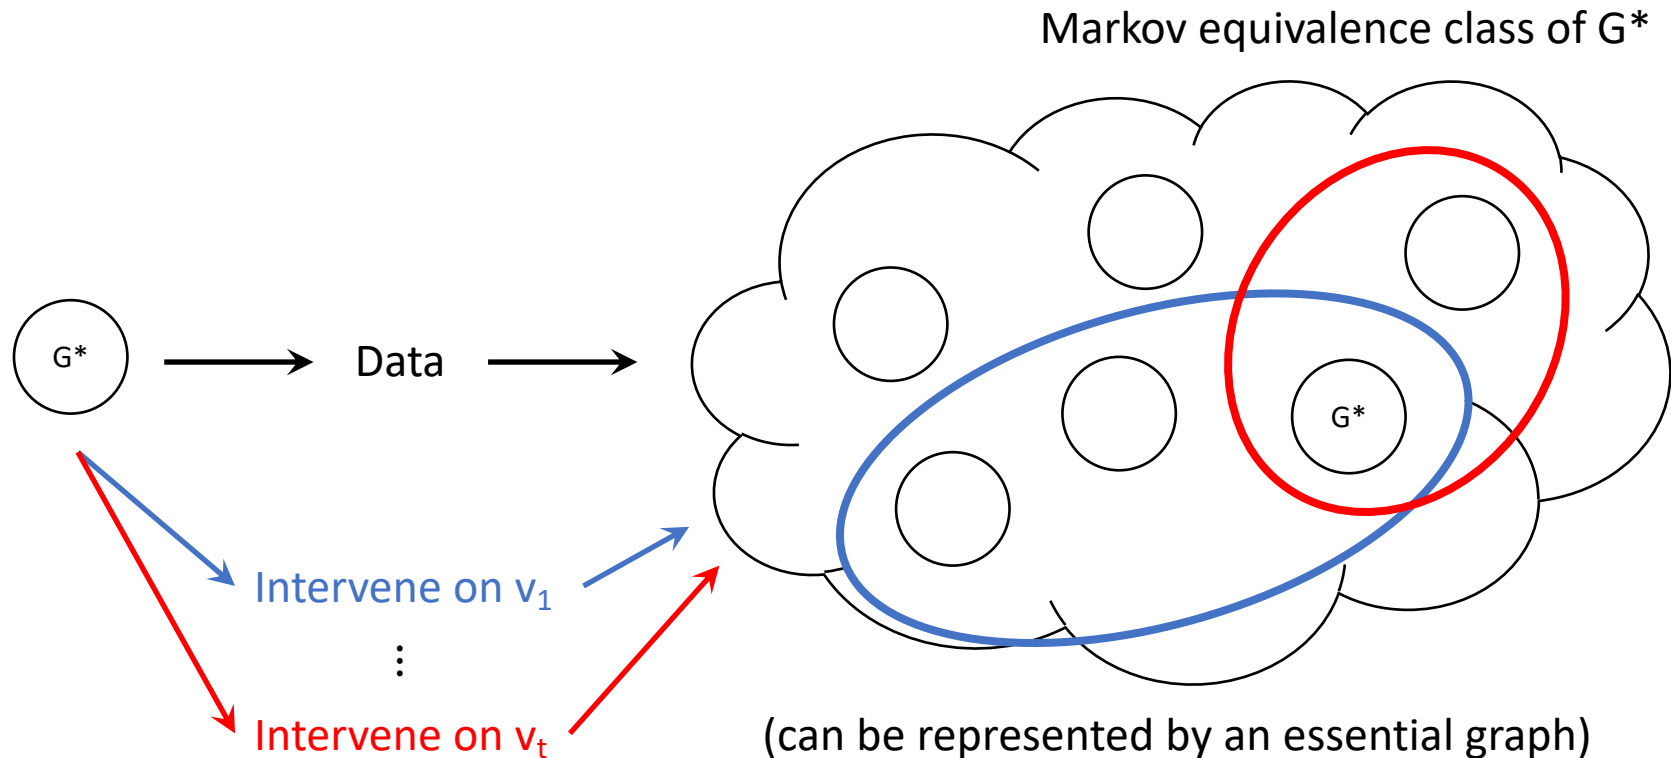 Markov equivalence class of G*
G*
Data
G*
Intervene on v1
⋮
Intervene on vt
(can be represented by an essential graph)